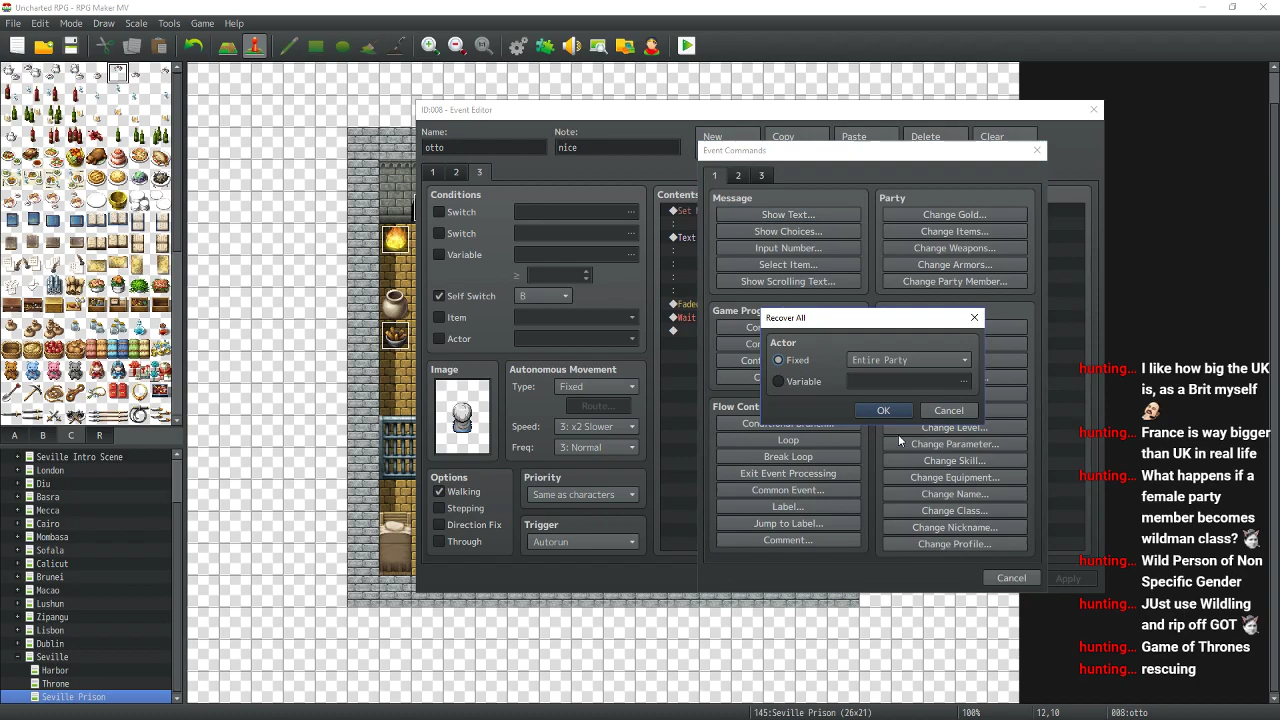 Uncharted RPG - RPG Maker MV
File Edit Mode Draw Scale Tools Game Help
ID:008 - Event Editor
Name:
otto
Note:
nice
New Copy Paste Delete Clear
1 2 3
Conditions
Switch
Switch
Variable
≥
Self Switch B
Item
Actor
Image
Autonomous Movement
Type: Fixed
Route...
Speed: 3: x2 Slower
Freq: 3: Normal
Options
Walking
Stepping
Direction Fix
Through
Priority
Same as characters
Trigger
Autorun
Contents
◆Set
:
◆Text
:
:
:
:
◆Fade
◆Wait
◆
Apply
Event Commands
1 2 3
Message
Show Text...
Show Choices...
Input Number...
Select Item...
Show Scrolling Text...
Party
Change Gold...
Change Items...
Change Weapons...
Change Armors...
Change Party Member...
Recover All
Actor
Fixed Entire Party
Variable
OK Cancel
Loop
Break Loop
Exit Event Processing
Common Event...
Label...
Jump to Label...
Comment...
Change Level...
Change Parameter...
Change Skill...
Change Equipment...
Change Name...
Change Class...
Change Nickname...
Change Profile...
Cancel
A B C R
Seville Intro Scene
London
Diu
Basra
Mecca
Cairo
Mombasa
Sofala
Calicut
Brunei
Macao
Lushun
Zipangu
Lisbon
Dublin
Seville
Harbor
Throne
Seville Prison
145:Seville Prison (26x21) 100% 12,10 008:otto
hunting... I like how big the UK
is, as a Brit myself
hunting... France is way bigger
than UK in real life
hunting... What happens if a
female party
member becomes
wildman class?
hunting... Wild Person of Non
Specific Gender
hunting... JUst use Wildling
and rip off GOT
hunting... Game of Thrones
hunting... rescuing